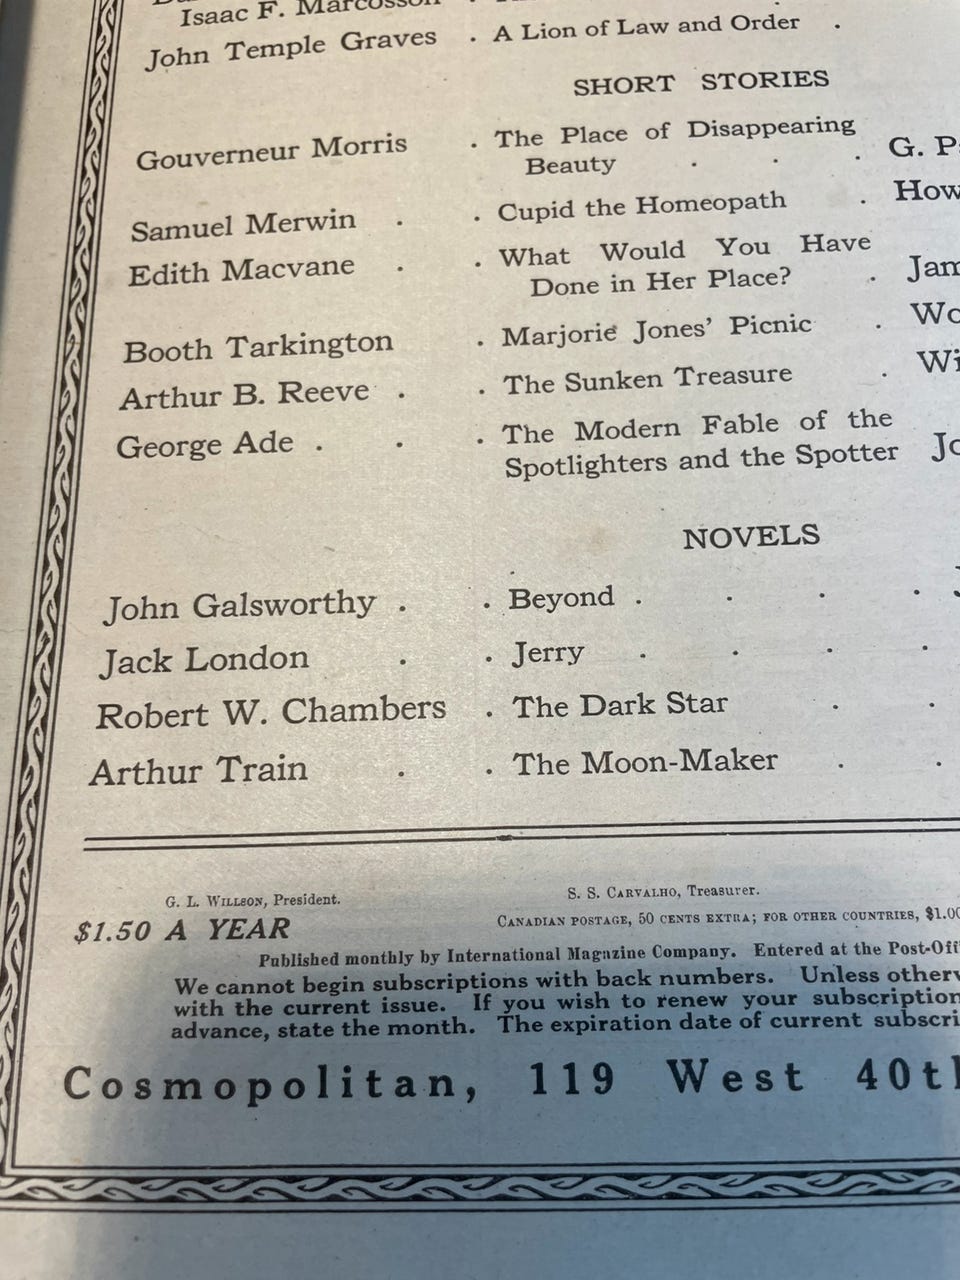 Isaac F. Marcosson
John Temple Graves . A Lion of Law and Order .
SHORT STORIES
Gouverneur Morris . The Place of Disappearing
Beauty . . . G. P
Samuel Merwin . . Cupid the Homeopath . How
Edith Macvane . . What Would You Have
Done in Her Place? . Jam
Booth Tarkington . Marjorie Jones' Picnic . Wo
Arthur B. Reeve . . The Sunken Treasure . Wi
George Ade . . . The Modern Fable of the
Spotlighters and the Spotter Jo
NOVELS
John Galsworthy . . Beyond . . . .
Jack London . . Jerry . . . .
Robert W. Chambers . The Dark Star . .
Arthur Train . . The Moon-Maker . .
G. L. Willson, President. S. S. Carvalho, Treasurer.
$1.50 A YEAR Canadian postage, 50 cents extra; for other countries, $1.00
Published monthly by International Magazine Company. Entered at the Post-Off
We cannot begin subscriptions with back numbers. Unless otherw
with the current issue. If you wish to renew your subscription
advance, state the month. The expiration date of current subscri
Cosmopolitan, 119 West 40th